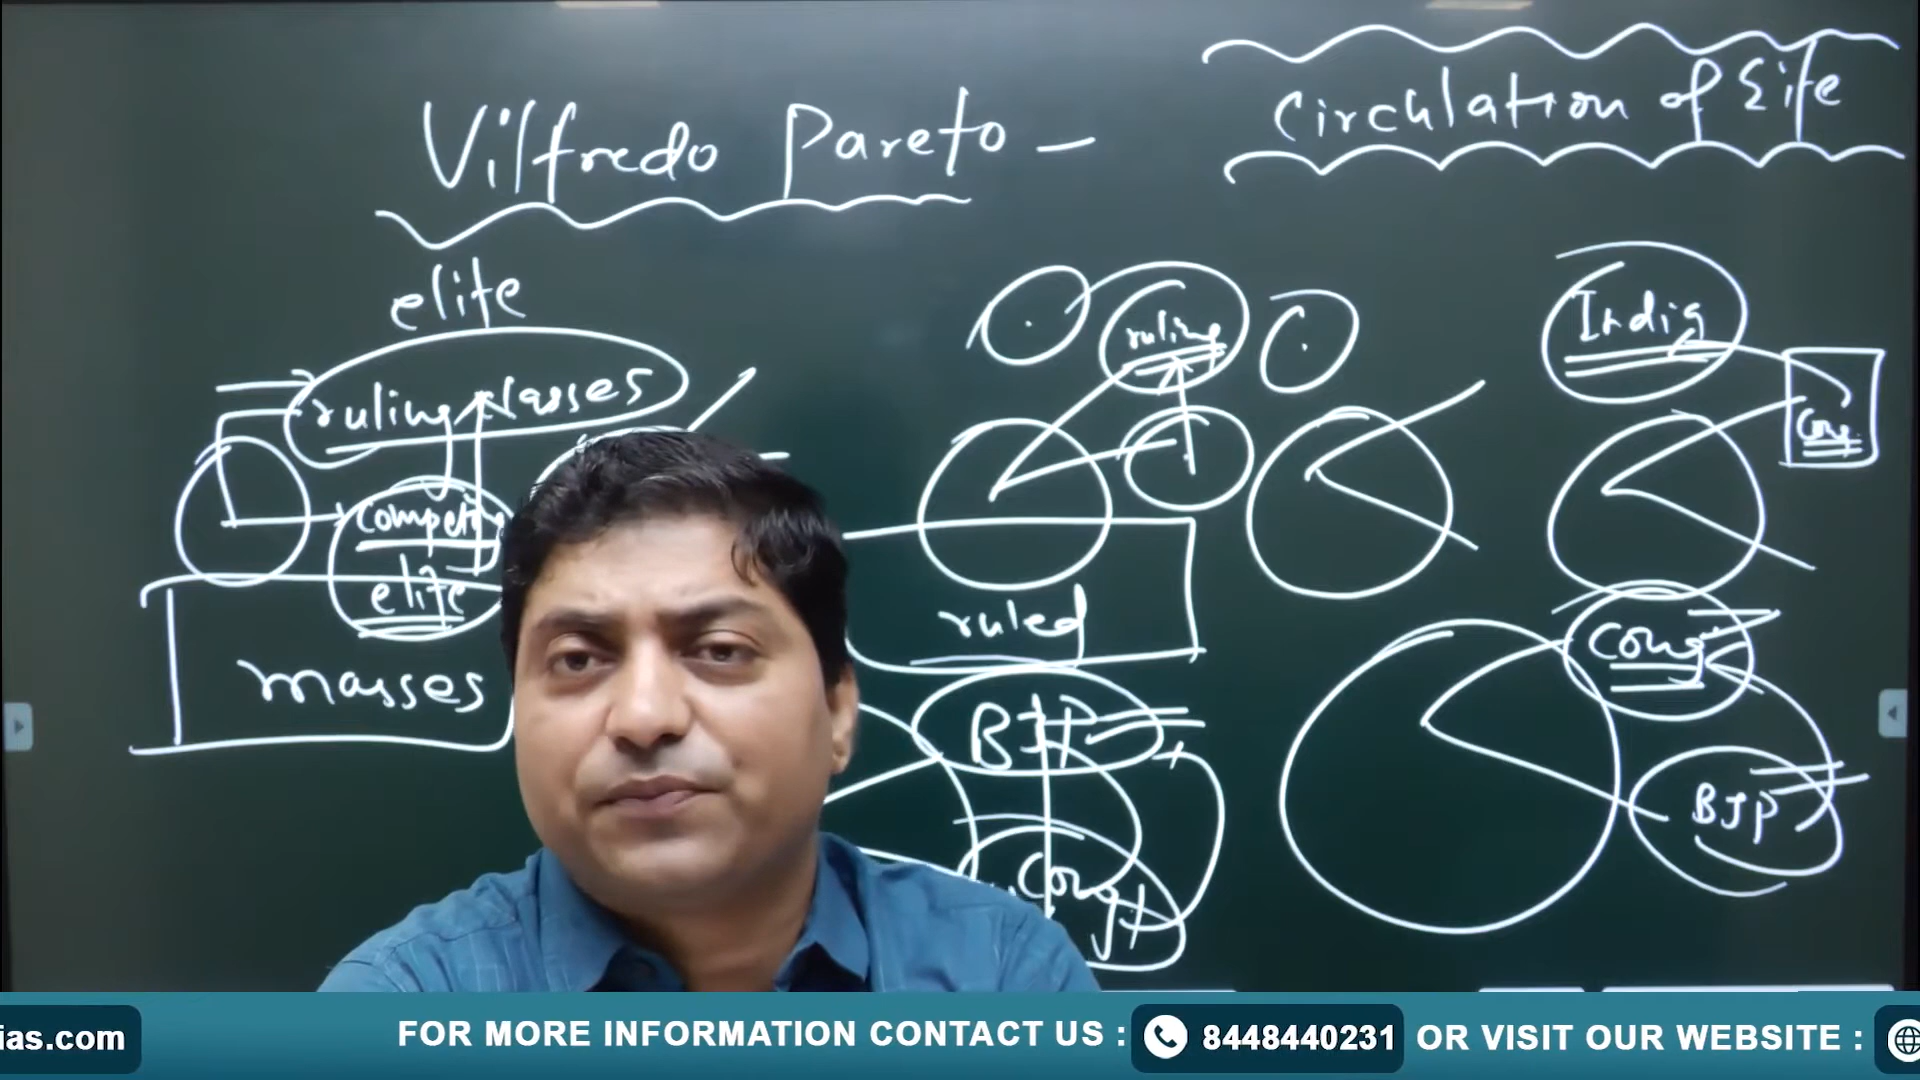 Vilfredo Pareto -
Circulation of Elite
elite
ruling classes
competing
elite
masses
ruling
ruled
BJP
Cong
India
Cong
Cong
BJP
ias.com
FOR MORE INFORMATION CONTACT US : 8448440231 OR VISIT OUR WEBSITE :